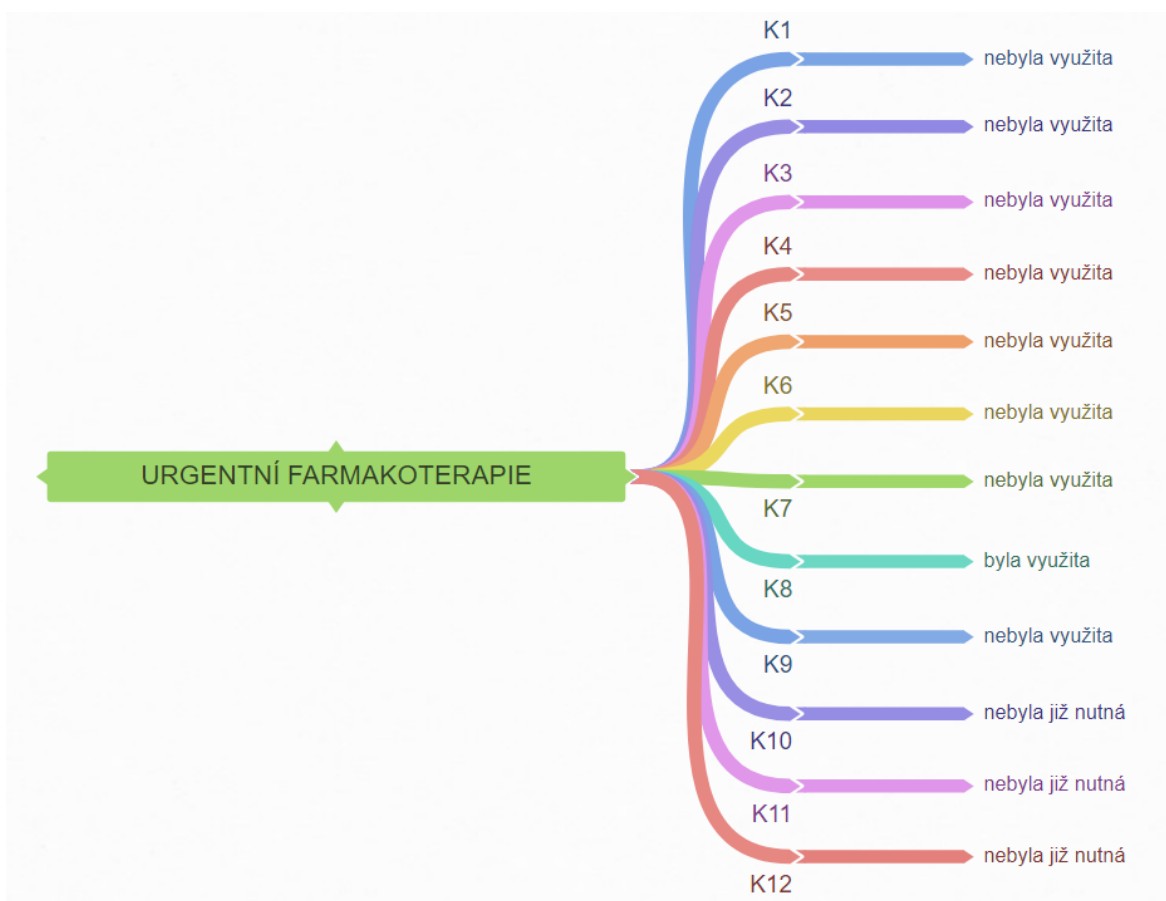 K1
nebyla využita
K2
nebyla využita
K3
nebyla využita
K4
nebyla využita
K5
nebyla využita
K6
nebyla využita
URGENTNÍ FARMAKOTERAPIE
nebyla využita
K7
byla využita
K8
nebyla využita
K9
nebyla již nutná
K10
nebyla již nutná
K11
nebyla již nutná
K12